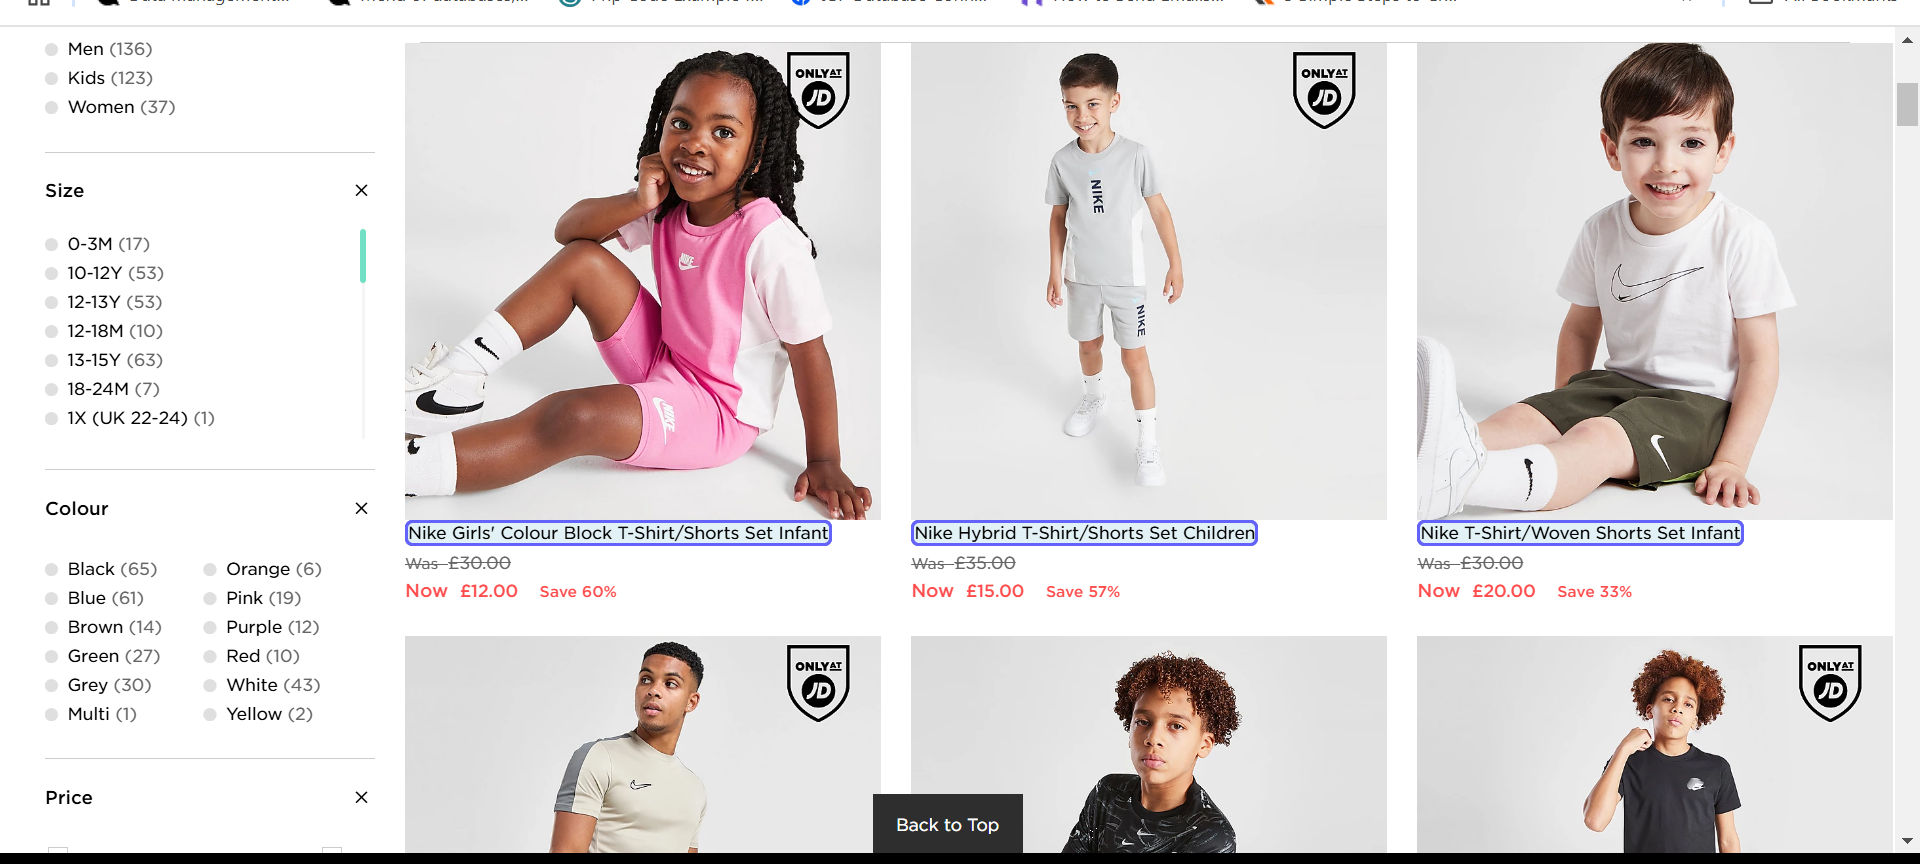 Men (136)
Kids (123)
Women (37)
Size
0-3M (17)
10-12Y (53)
12-13Y (53)
12-18M (10)
13-15Y (63)
18-24M (7)
1X (UK 22-24) (1)
Colour
Black (65)
Orange (6)
Blue (61)
Pink (19)
Brown (14)
Purple (12)
Green (27)
Red (10)
Grey (30)
White (43)
Multi (1)
Yellow (2)
Price
ONLY AT
JD
NIKE
NIKE
Nike Girls' Colour Block T-Shirt/Shorts Set Infant
Was £30.00
Now £12.00 Save 60%
ONLY AT
JD
NIKE
NIKE
Nike Hybrid T-Shirt/Shorts Set Children
Was £35.00
Now £15.00 Save 57%
Nike T-Shirt/Woven Shorts Set Infant
Was £30.00
Now £20.00 Save 33%
ONLY AT
JD
ONLY AT
JD
Back to Top